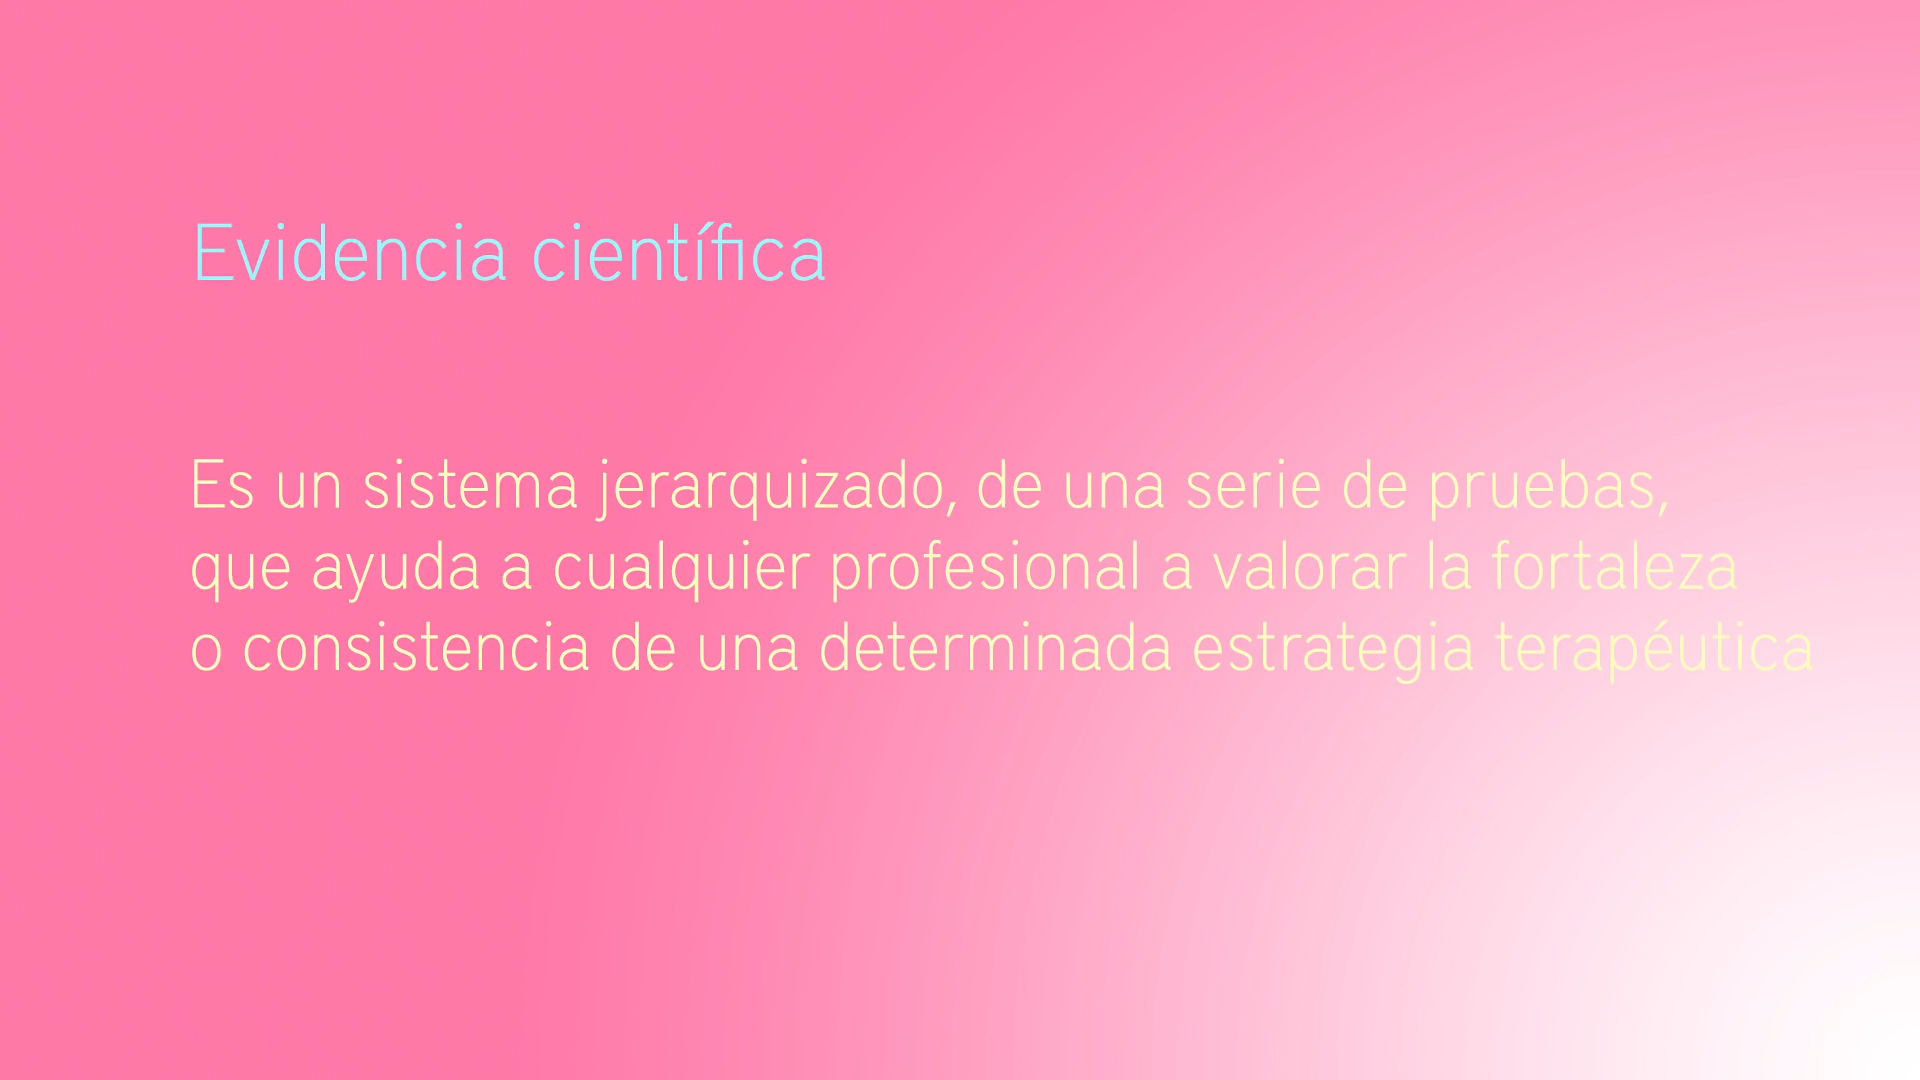 Evidencia científica
Es un sistema jerarquizado, de una serie de pruebas,
que ayuda a cualquier profesional a valorar la fortaleza
o consistencia de una determinada estrategia terapéutica